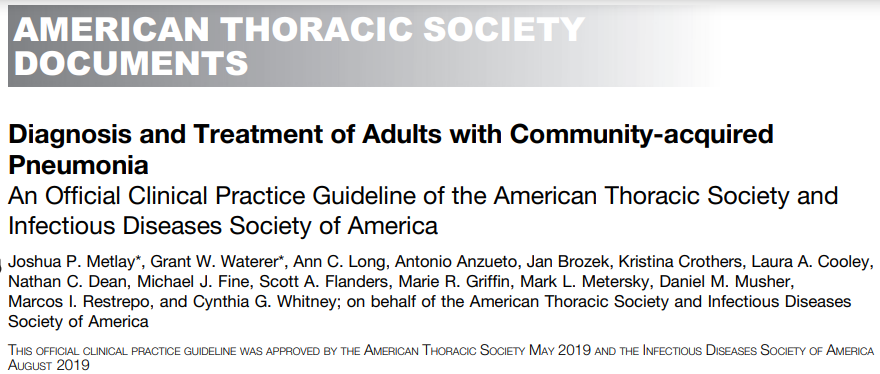 AMERICAN THORACIC SOCIETY
DOCUMENTS
Diagnosis and Treatment of Adults with Community-acquired
Pneumonia
An Official Clinical Practice Guideline of the American Thoracic Society and
Infectious Diseases Society of America
Joshua P. Metlay*, Grant W. Waterer*, Ann C. Long, Antonio Anzueto, Jan Brozek, Kristina Crothers, Laura A. Cooley,
Nathan C. Dean, Michael J. Fine, Scott A. Flanders, Marie R. Griffin, Mark L. Metersky, Daniel M. Musher,
Marcos I. Restrepo, and Cynthia G. Whitney; on behalf of the American Thoracic Society and Infectious Diseases
Society of America
This official clinical practice guideline was approved by the American Thoracic Society May 2019 and the Infectious Diseases Society of America
August 2019